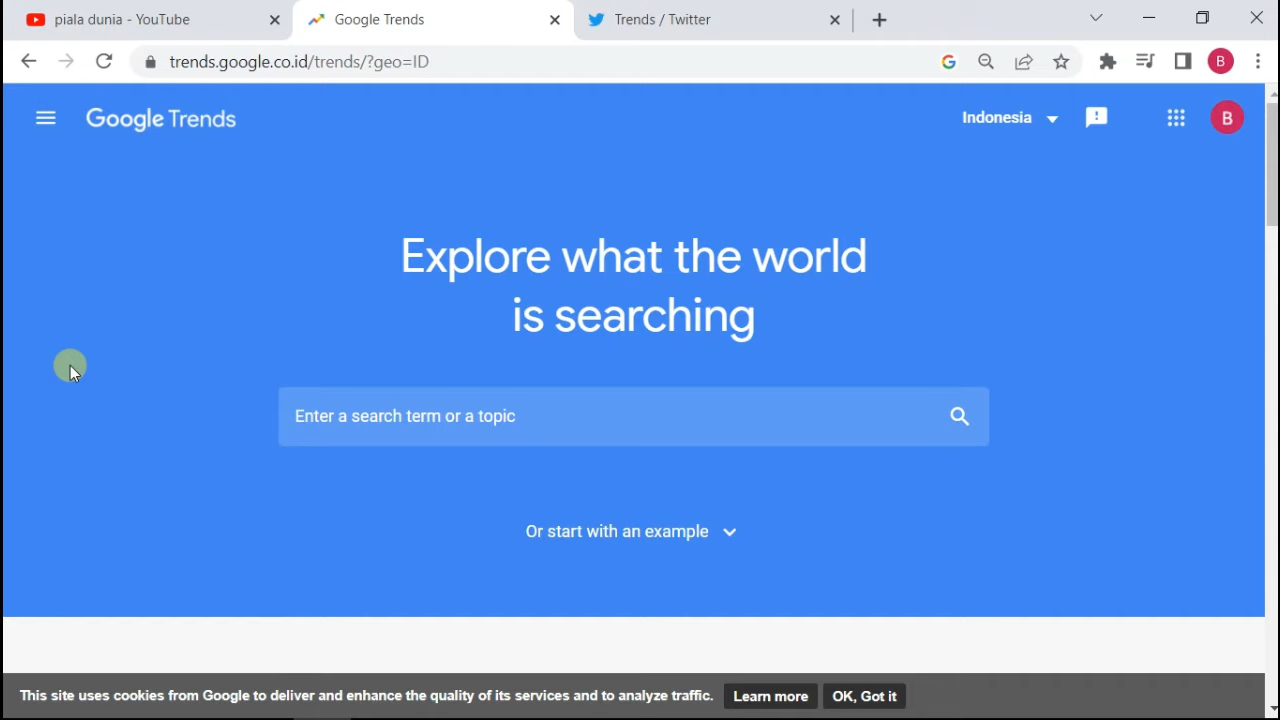 piala dunia - YouTube
Google Trends
Trends / Twitter
trends.google.co.id/trends/?geo=ID
B
Google Trends
Indonesia
B
Explore what the world
is searching
Enter a search term or a topic
Or start with an example
This site uses cookies from Google to deliver and enhance the quality of its services and to analyze traffic.
Learn more
OK, Got it